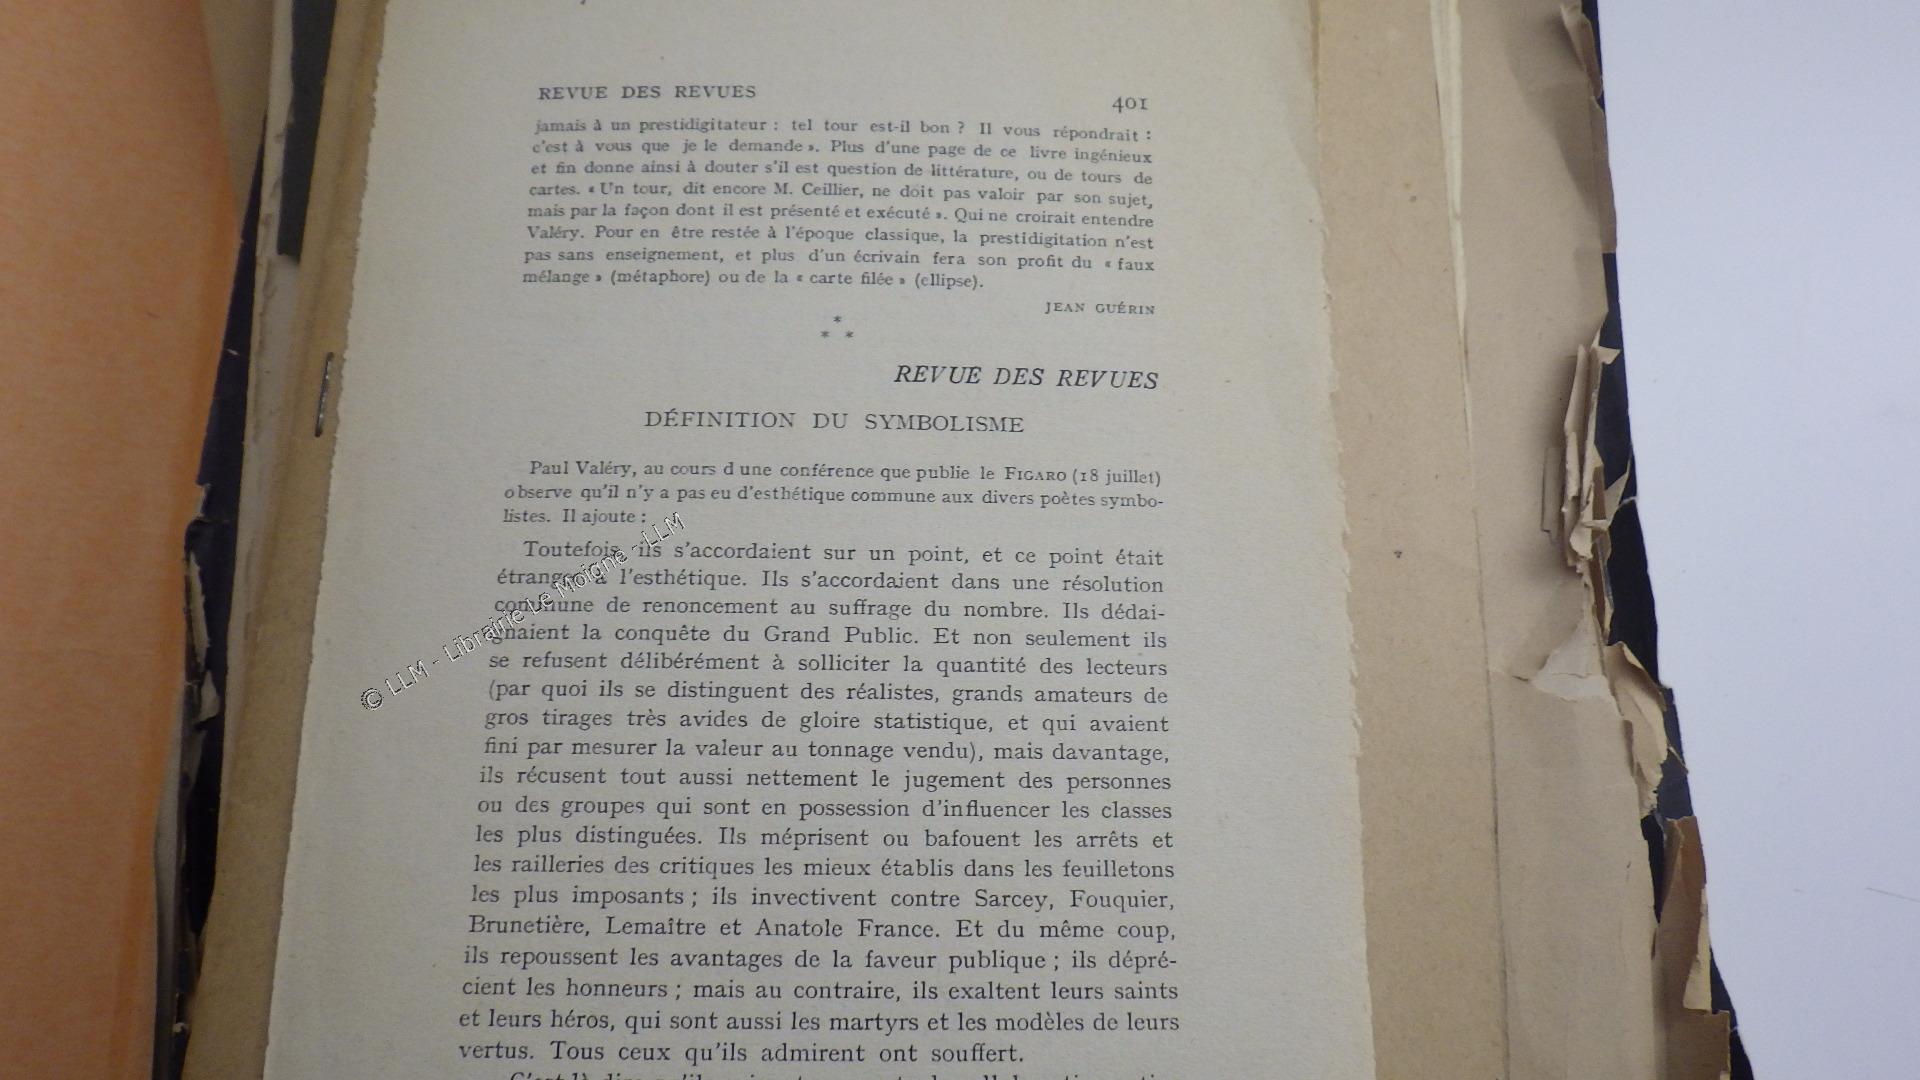 REVUE DES REVUES 401
jamais à un prestidigitateur : tel tour est-il bon ? Il vous répondrait :
c'est à vous que je le demande ». Plus d'une page de ce livre ingénieux
et fin donne ainsi à douter s'il est question de littérature, ou de tours de
cartes. « Un tour, dit encore M. Ceillier, ne doit pas valoir par son sujet,
mais par la façon dont il est présenté et exécuté ». Qui ne croirait entendre
Valéry. Pour en être restée à l'époque classique, la prestidigitation n'est
pas sans enseignement, et plus d'un écrivain fera son profit du « faux
mélange » (métaphore) ou de la « carte filée » (ellipse).
JEAN GUÉRIN
*
* *
REVUE DES REVUES
DÉFINITION DU SYMBOLISME
Paul Valéry, au cours d une conférence que publie le FIGARO (18 juillet)
observe qu'il n'y a pas eu d'esthétique commune aux divers poètes symbo-
listes. Il ajoute :
Toutefois, ils s'accordaient sur un point, et ce point était
étranger à l'esthétique. Ils s'accordaient dans une résolution
commune de renoncement au suffrage du nombre. Ils dédai-
gnaient la conquête du Grand Public. Et non seulement ils
se refusent délibérément à solliciter la quantité des lecteurs
(par quoi ils se distinguent des réalistes, grands amateurs de
gros tirages très avides de gloire statistique, et qui avaient
fini par mesurer la valeur au tonnage vendu), mais davantage,
ils récusent tout aussi nettement le jugement des personnes
ou des groupes qui sont en possession d'influencer les classes
les plus distinguées. Ils méprisent ou bafouent les arrêts et
les railleries des critiques les mieux établis dans les feuilletons
les plus imposants ; ils invectivent contre Sarcey, Fouquier,
Brunetière, Lemaître et Anatole France. Et du même coup,
ils repoussent les avantages de la faveur publique ; ils dépré-
cient les honneurs ; mais au contraire, ils exaltent leurs saints
et leurs héros, qui sont aussi les martyrs et les modèles de leurs
vertus. Tous ceux qu'ils admirent ont souffert.
© LLM - Librairie Le Moigne - LLM